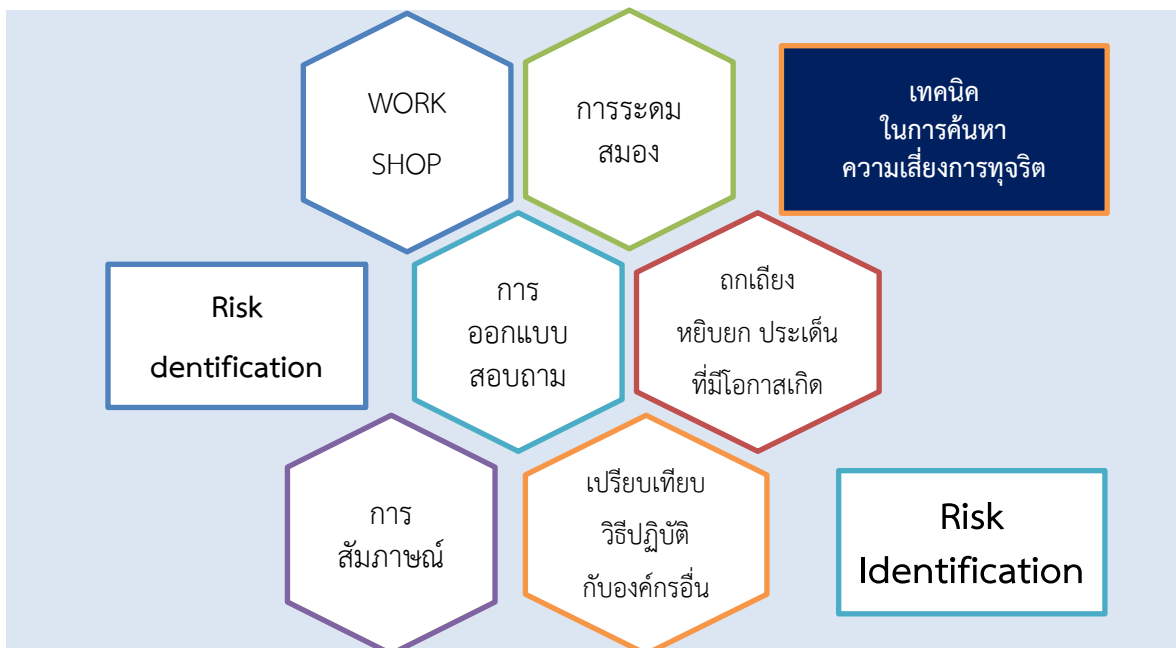 WORK
SHOP
การระดม
สมอง
เทคนิค
ในการค้นหา
ความเสี่ยงการทุจริต
Risk
dentification
การ
ออกแบบ
สอบถาม
ถกเถียง
หยิบยก ประเด็น
ที่มีโอกาสเกิด
การ
สัมภาษณ์
เปรียบเทียบ
วิธีปฏิบัติ
กับองค์กรอื่น
Risk
Identification